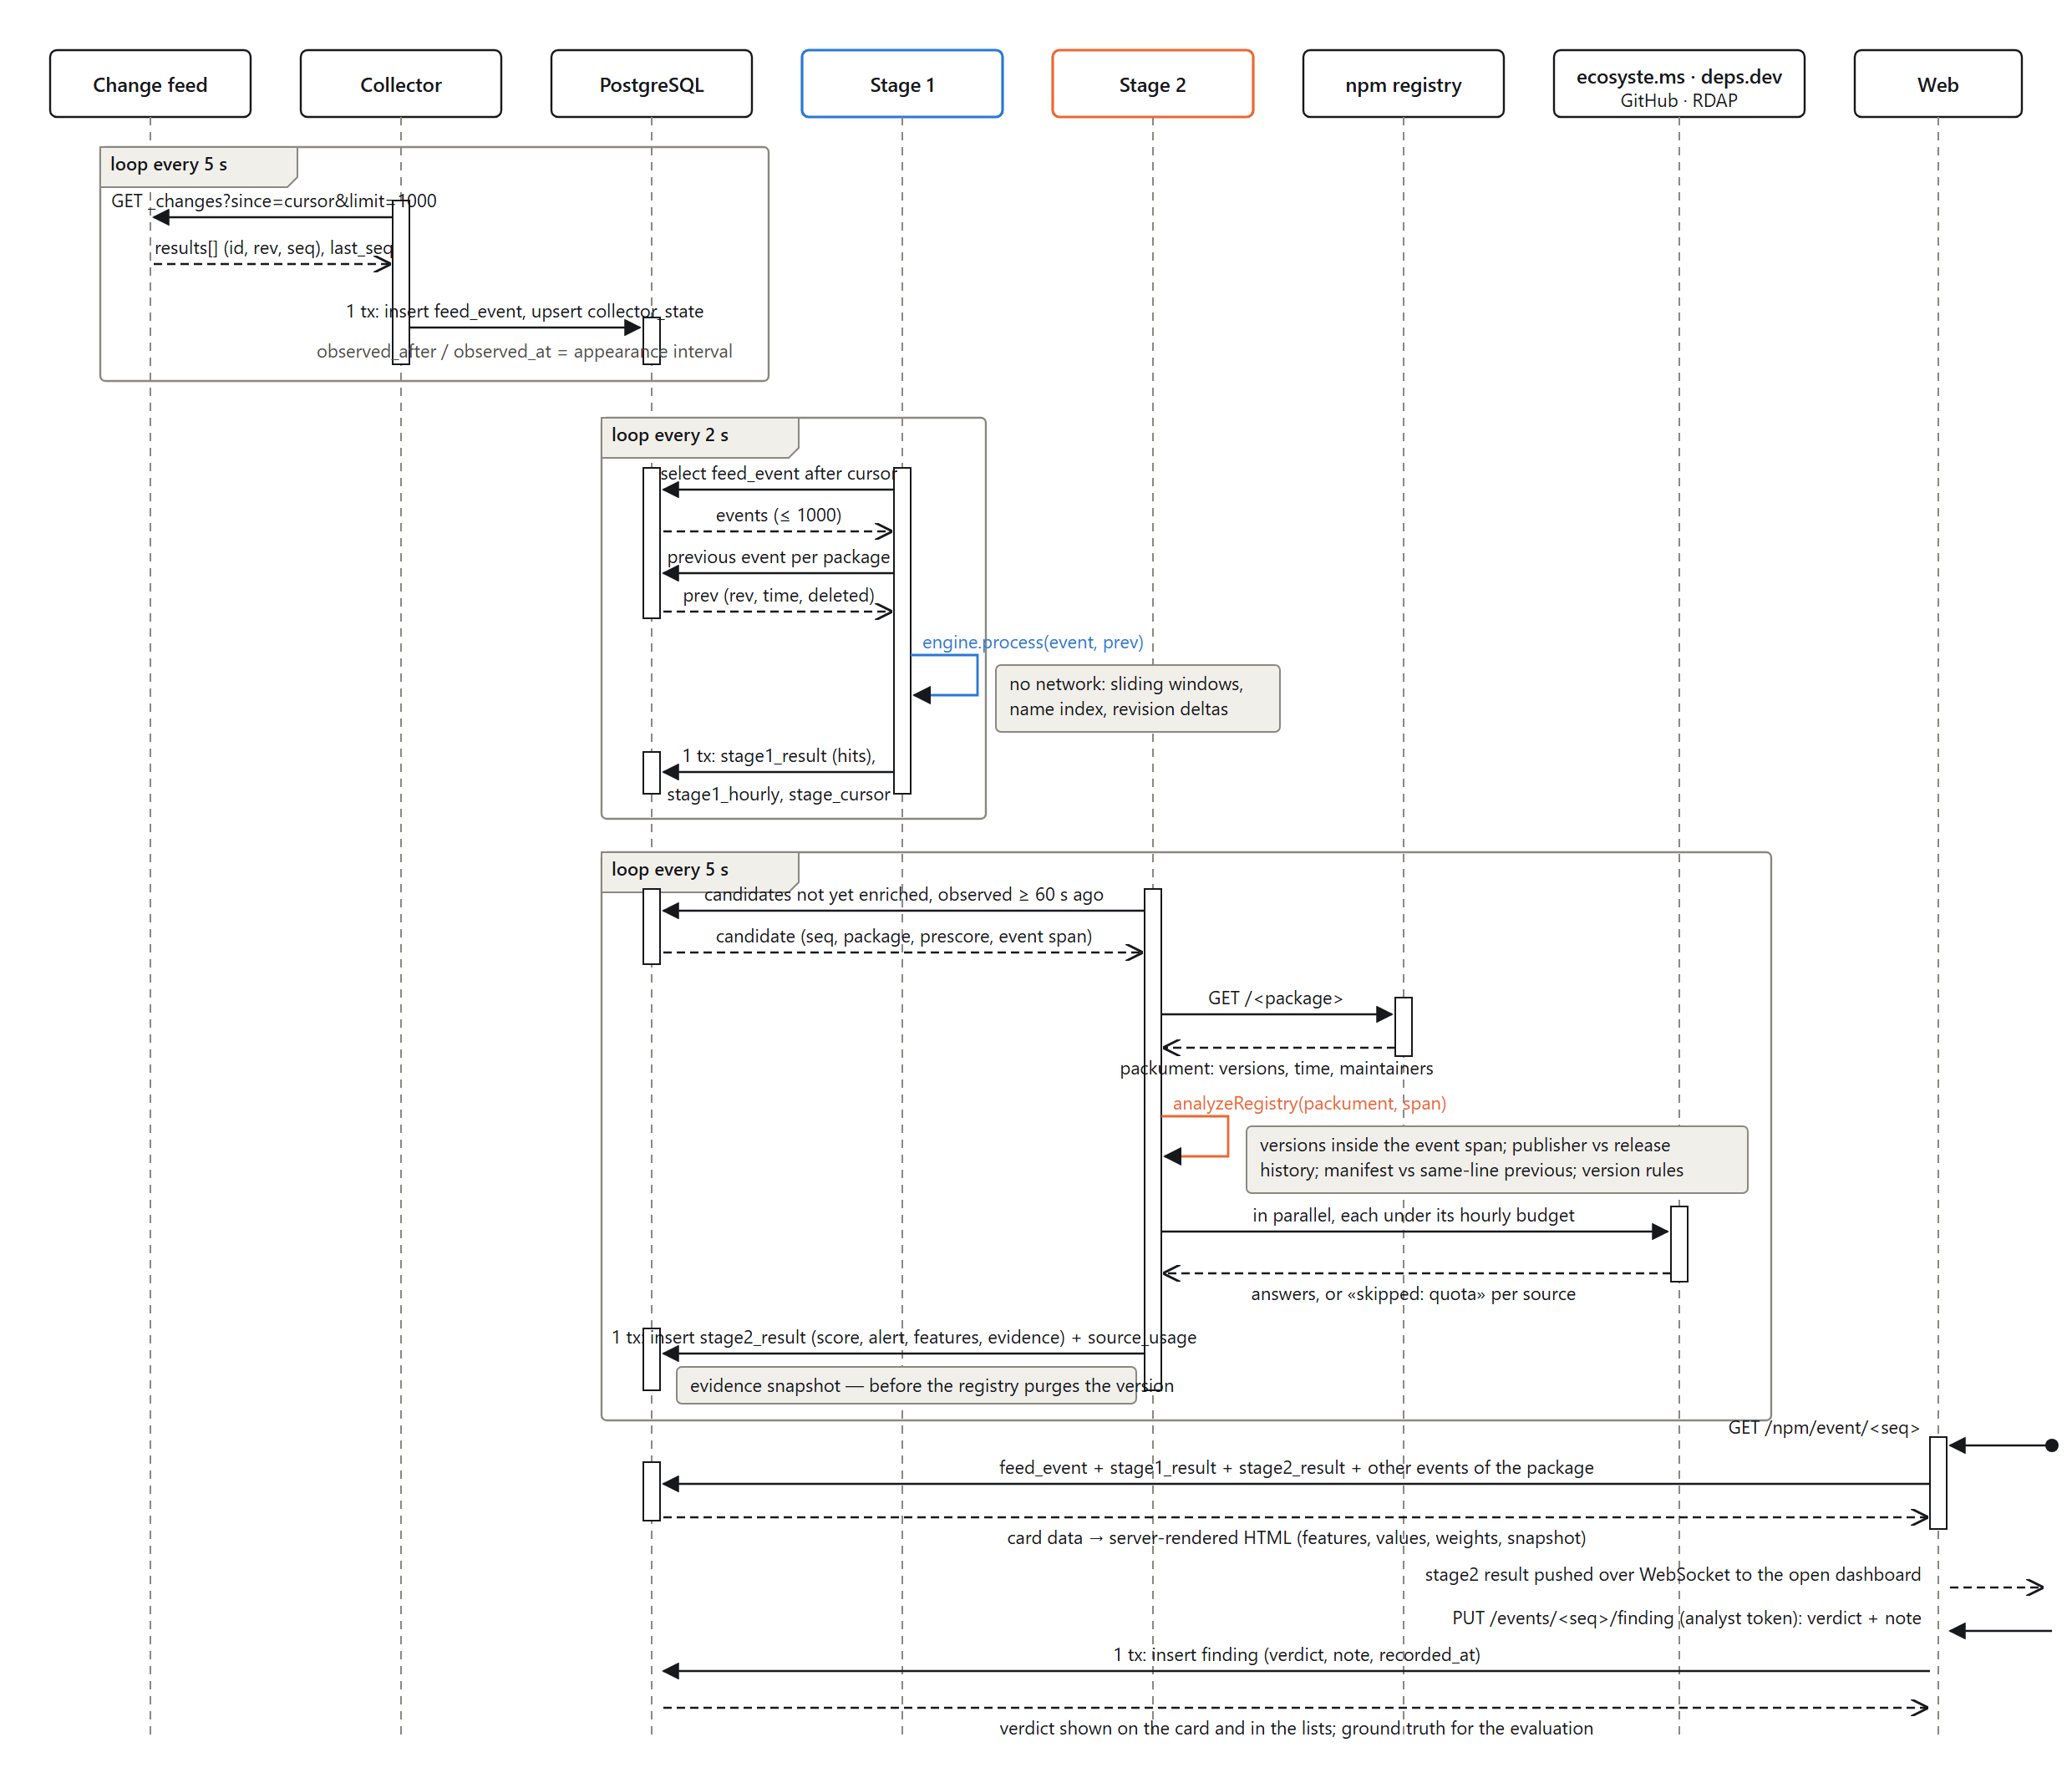 Change feed
Collector
PostgreSQL
Stage 1
Stage 2
npm registry
ecosyste.ms · deps.dev
GitHub · RDAP
Web
loop every 5 s
GET _changes?since=cursor&limit=1000
results[] (id, rev, seq), last_seq
1 tx: insert feed_event, upsert collector_state
observed_after / observed_at = appearance interval
loop every 2 s
select feed_event after cursor
events (≤ 1000)
previous event per package
prev (rev, time, deleted)
engine.process(event, prev)
no network: sliding windows,
name index, revision deltas
1 tx: stage1_result (hits),
stage1_hourly, stage_cursor
loop every 5 s
candidates not yet enriched, observed ≥ 60 s ago
candidate (seq, package, prescore, event span)
GET /<package>
packument: versions, time, maintainers
analyzeRegistry(packument, span)
versions inside the event span; publisher vs release
history; manifest vs same-line previous; version rules
in parallel, each under its hourly budget
answers, or «skipped: quota» per source
1 tx: insert stage2_result (score, alert, features, evidence) + source_usage
evidence snapshot — before the registry purges the version
GET /npm/event/<seq>
feed_event + stage1_result + stage2_result + other events of the package
card data → server-rendered HTML (features, values, weights, snapshot)
stage2 result pushed over WebSocket to the open dashboard
PUT /events/<seq>/finding (analyst token): verdict + note
1 tx: insert finding (verdict, note, recorded_at)
verdict shown on the card and in the lists; ground truth for the evaluation